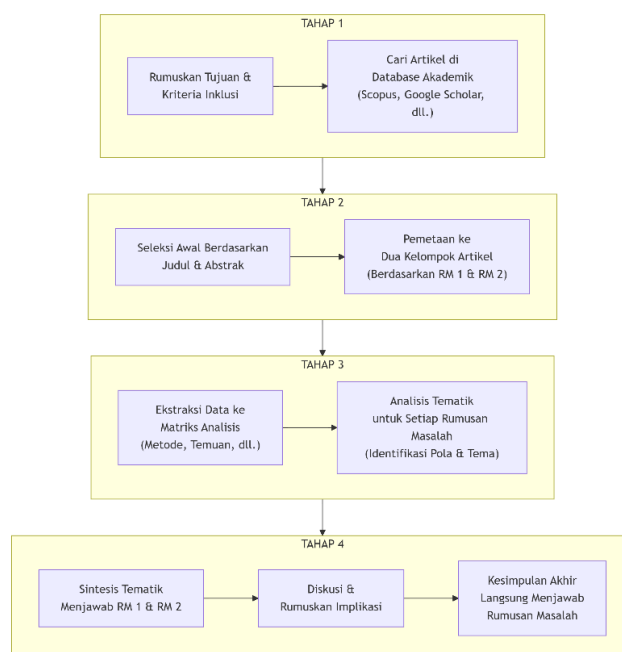 TAHAP 1
Rumuskan Tujuan &
Kriteria Inklusi
Cari Artikel di
Database Akademik
(Scopus, Google Scholar,
dll.)
TAHAP 2
Seleksi Awal Berdasarkan
Judul & Abstrak
Pemetaan ke
Dua Kelompok Artikel
(Berdasarkan RM 1 & RM 2)
TAHAP 3
Ekstraksi Data ke
Matriks Analisis
(Metode, Temuan, dll.)
Analisis Tematik
untuk Setiap Rumusan
Masalah
(Identifikasi Pola & Tema)
TAHAP 4
Sintesis Tematik
Menjawab RM 1 & RM 2
Diskusi &
Rumuskan Implikasi
Kesimpulan Akhir
Langsung Menjawab
Rumusan Masalah